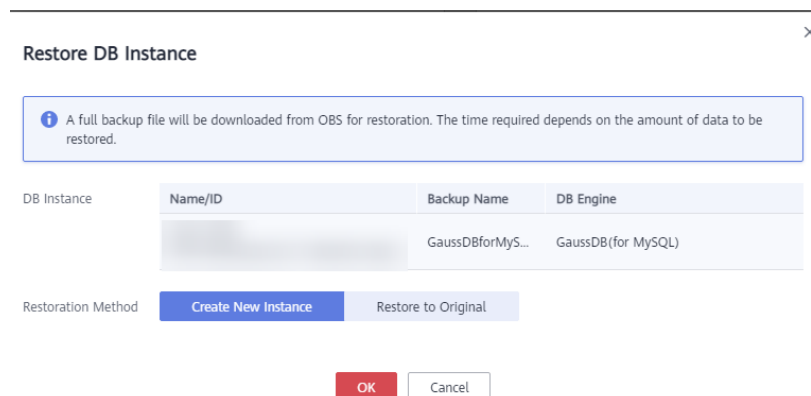 Restore DB Instance
A full backup file will be downloaded from OBS for restoration. The time required depends on the amount of data to be
restored.
DB Instance Name/ID Backup Name DB Engine
GaussDBforMyS... GaussDB(for MySQL)
Restoration Method Create New Instance Restore to Original
OK Cancel